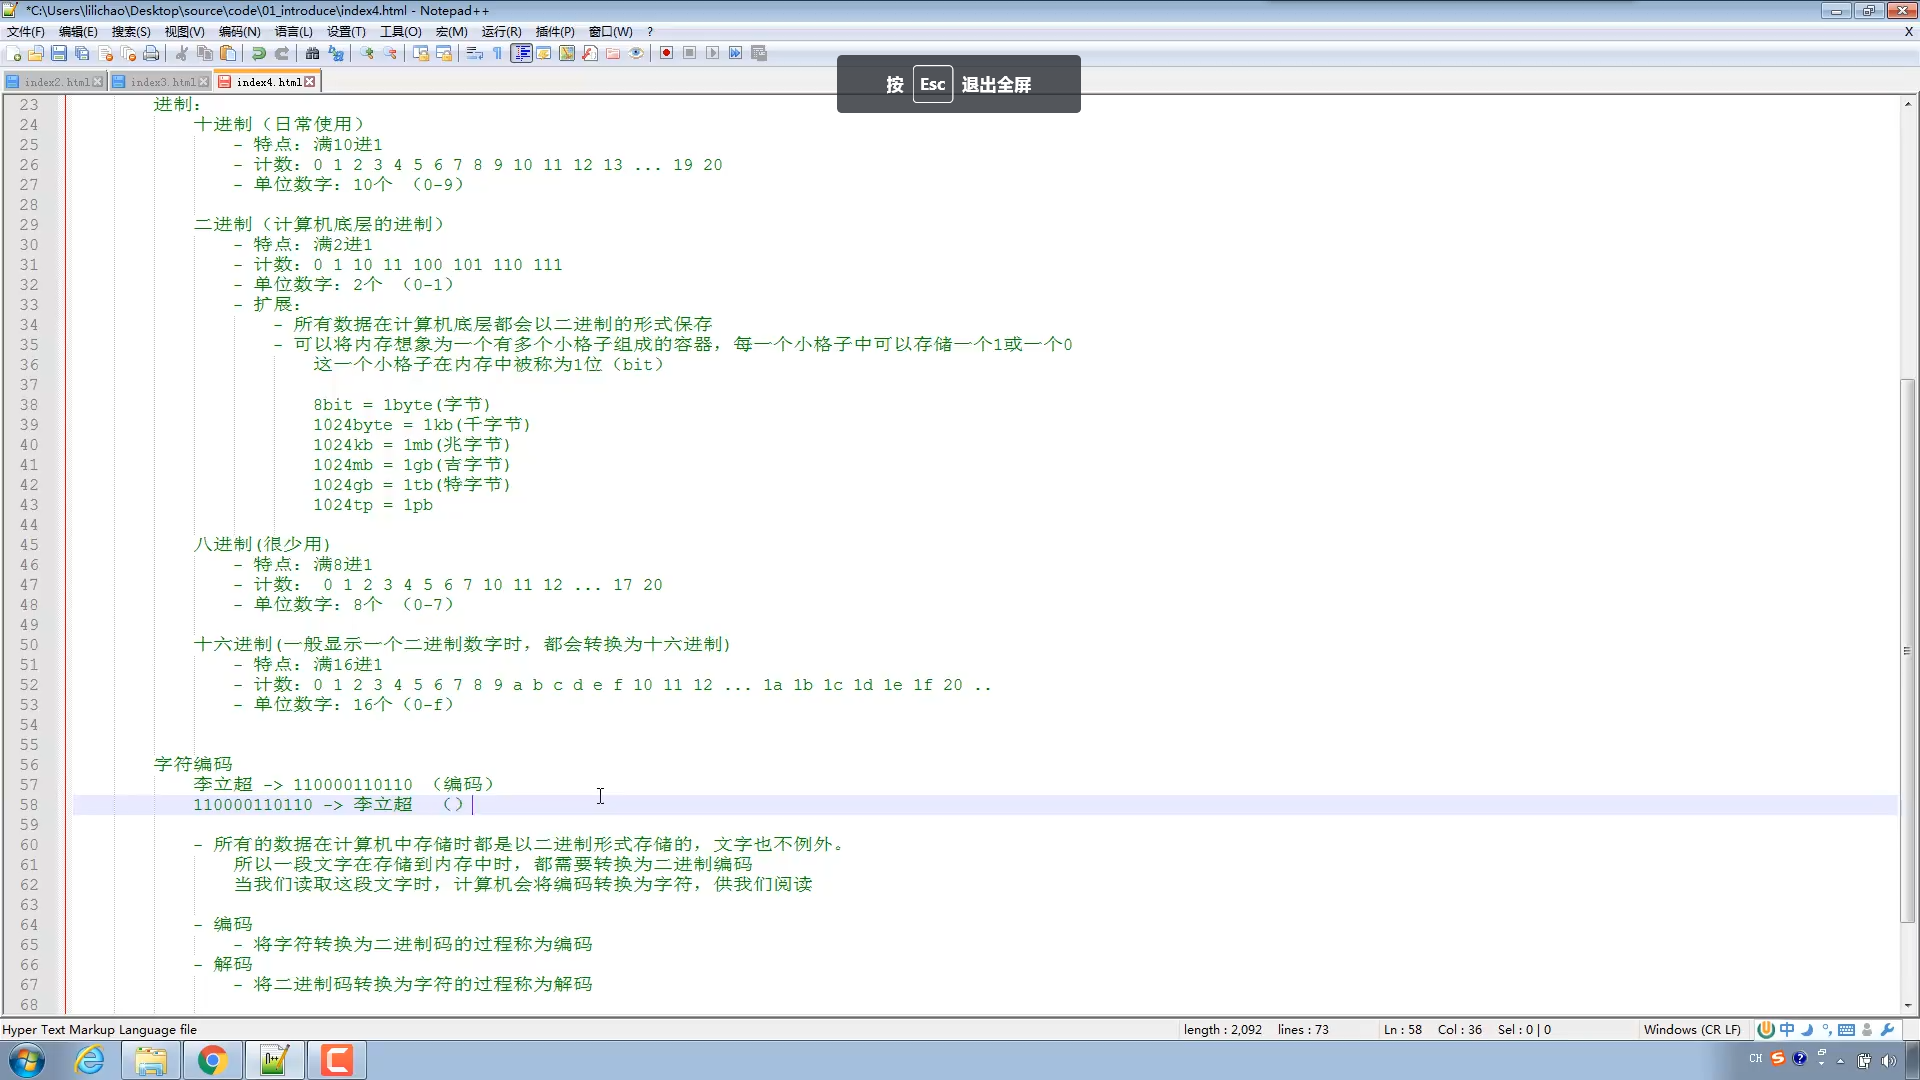 *C:\Users\lilichao\Desktop\source\code\01_introduce\index4.html - Notepad++
文件(F) 编辑(E) 搜索(S) 视图(V) 编码(N) 语言(L) 设置(T) 工具(O) 宏(M) 运行(R) 插件(P) 窗口(W) ? X
按 Esc 退出全屏
index2.html index3.html index4.html
23 进制：
24 十进制（日常使用）
25 - 特点：满10进1
26 - 计数：0 1 2 3 4 5 6 7 8 9 10 11 12 13 ... 19 20
27 - 单位数字：10个 （0-9）
28
29 二进制（计算机底层的进制）
30 - 特点：满2进1
31 - 计数：0 1 10 11 100 101 110 111
32 - 单位数字：2个 （0-1）
33 - 扩展：
34 - 所有数据在计算机底层都会以二进制的形式保存
35 - 可以将内存想象为一个有多个小格子组成的容器，每一个小格子中可以存储一个1或一个0
36 这一个小格子在内存中被称为1位（bit）
37
38 8bit = 1byte(字节)
39 1024byte = 1kb(千字节)
40 1024kb = 1mb(兆字节)
41 1024mb = 1gb(吉字节)
42 1024gb = 1tb(特字节)
43 1024tp = 1pb
44
45 八进制(很少用)
46 - 特点：满8进1
47 - 计数： 0 1 2 3 4 5 6 7 10 11 12 ... 17 20
48 - 单位数字：8个 （0-7）
49
50 十六进制(一般显示一个二进制数字时，都会转换为十六进制)
51 - 特点：满16进1
52 - 计数：0 1 2 3 4 5 6 7 8 9 a b c d e f 10 11 12 ... 1a 1b 1c 1d 1e 1f 20 ..
53 - 单位数字：16个（0-f）
54
55
56 字符编码
57 李立超 -> 110000110110 （编码）
58 110000110110 -> 李立超 （）
59
60 - 所有的数据在计算机中存储时都是以二进制形式存储的，文字也不例外。
61 所以一段文字在存储到内存中时，都需要转换为二进制编码
62 当我们读取这段文字时，计算机会将编码转换为字符，供我们阅读
63
64 - 编码
65 - 将字符转换为二进制码的过程称为编码
66 - 解码
67 - 将二进制码转换为字符的过程称为解码
68
Hyper Text Markup Language file length : 2,092 lines : 73 Ln : 58 Col : 36 Sel : 0 | 0 Windows (CR LF) 中
CH